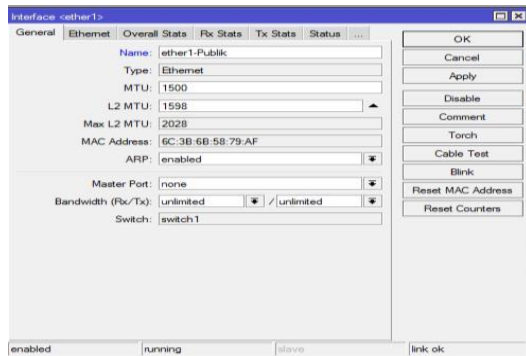 Interface <ether1>
General Ethernet Overall Stats Rx Stats Tx Stats Status ...
Name: ether1-Publik
Type: Ethernet
MTU: 1500
L2 MTU: 1598
Max L2 MTU: 2028
MAC Address: 6C:3B:6B:58:79:AF
ARP: enabled
Master Port: none
Bandwidth (Rx/Tx): unlimited / unlimited
Switch: switch1
OK
Cancel
Apply
Disable
Comment
Torch
Cable Test
Blink
Reset MAC Address
Reset Counters
enabled running slave link ok